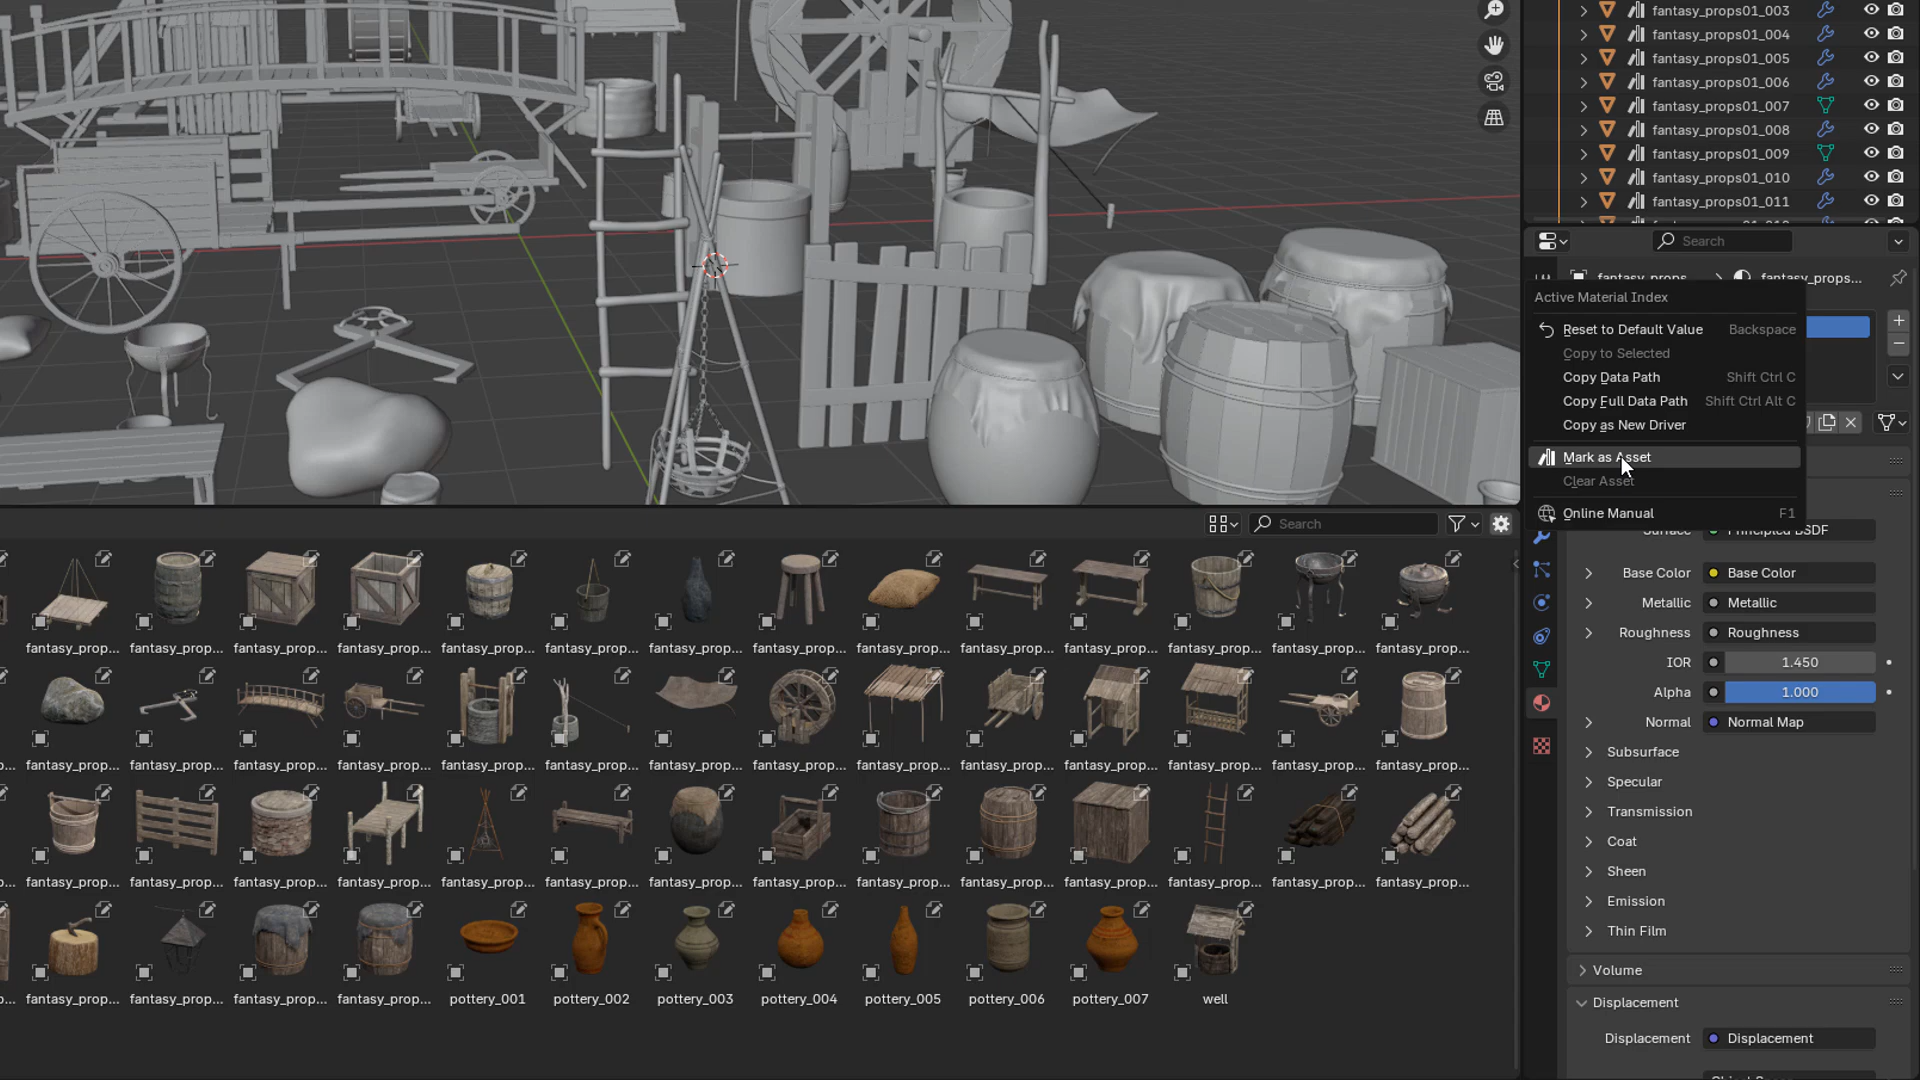 fantasy_props01_003
fantasy_props01_004
fantasy_props01_005
fantasy_props01_006
fantasy_props01_007
fantasy_props01_008
fantasy_props01_009
fantasy_props01_010
fantasy_props01_011
Search
fantasy_props... > fantasy_props...
Active Material Index
Reset to Default Value Backspace
Copy to Selected
Copy Data Path Shift Ctrl C
Copy Full Data Path Shift Ctrl Alt C
Copy as New Driver
Mark as Asset
Clear Asset
Online Manual F1
Surface Principled BSDF
Base Color Base Color
Metallic Metallic
Roughness Roughness
IOR 1.450
Alpha 1.000
Normal Normal Map
Subsurface
Specular
Transmission
Coat
Sheen
Emission
Thin Film
Volume
Displacement
Displacement Displacement
Search
fantasy_prop... fantasy_prop... fantasy_prop... fantasy_prop... fantasy_prop... fantasy_prop... fantasy_prop... fantasy_prop... fantasy_prop... fantasy_prop... fantasy_prop... fantasy_prop... fantasy_prop... fantasy_prop...
fantasy_prop... fantasy_prop... fantasy_prop... fantasy_prop... fantasy_prop... fantasy_prop... fantasy_prop... fantasy_prop... fantasy_prop... fantasy_prop... fantasy_prop... fantasy_prop... fantasy_prop... fantasy_prop...
fantasy_prop... fantasy_prop... fantasy_prop... fantasy_prop... fantasy_prop... fantasy_prop... fantasy_prop... fantasy_prop... fantasy_prop... fantasy_prop... fantasy_prop... fantasy_prop... fantasy_prop... fantasy_prop...
fantasy_prop... fantasy_prop... fantasy_prop... fantasy_prop... pottery_001 pottery_002 pottery_003 pottery_004 pottery_005 pottery_006 pottery_007 well